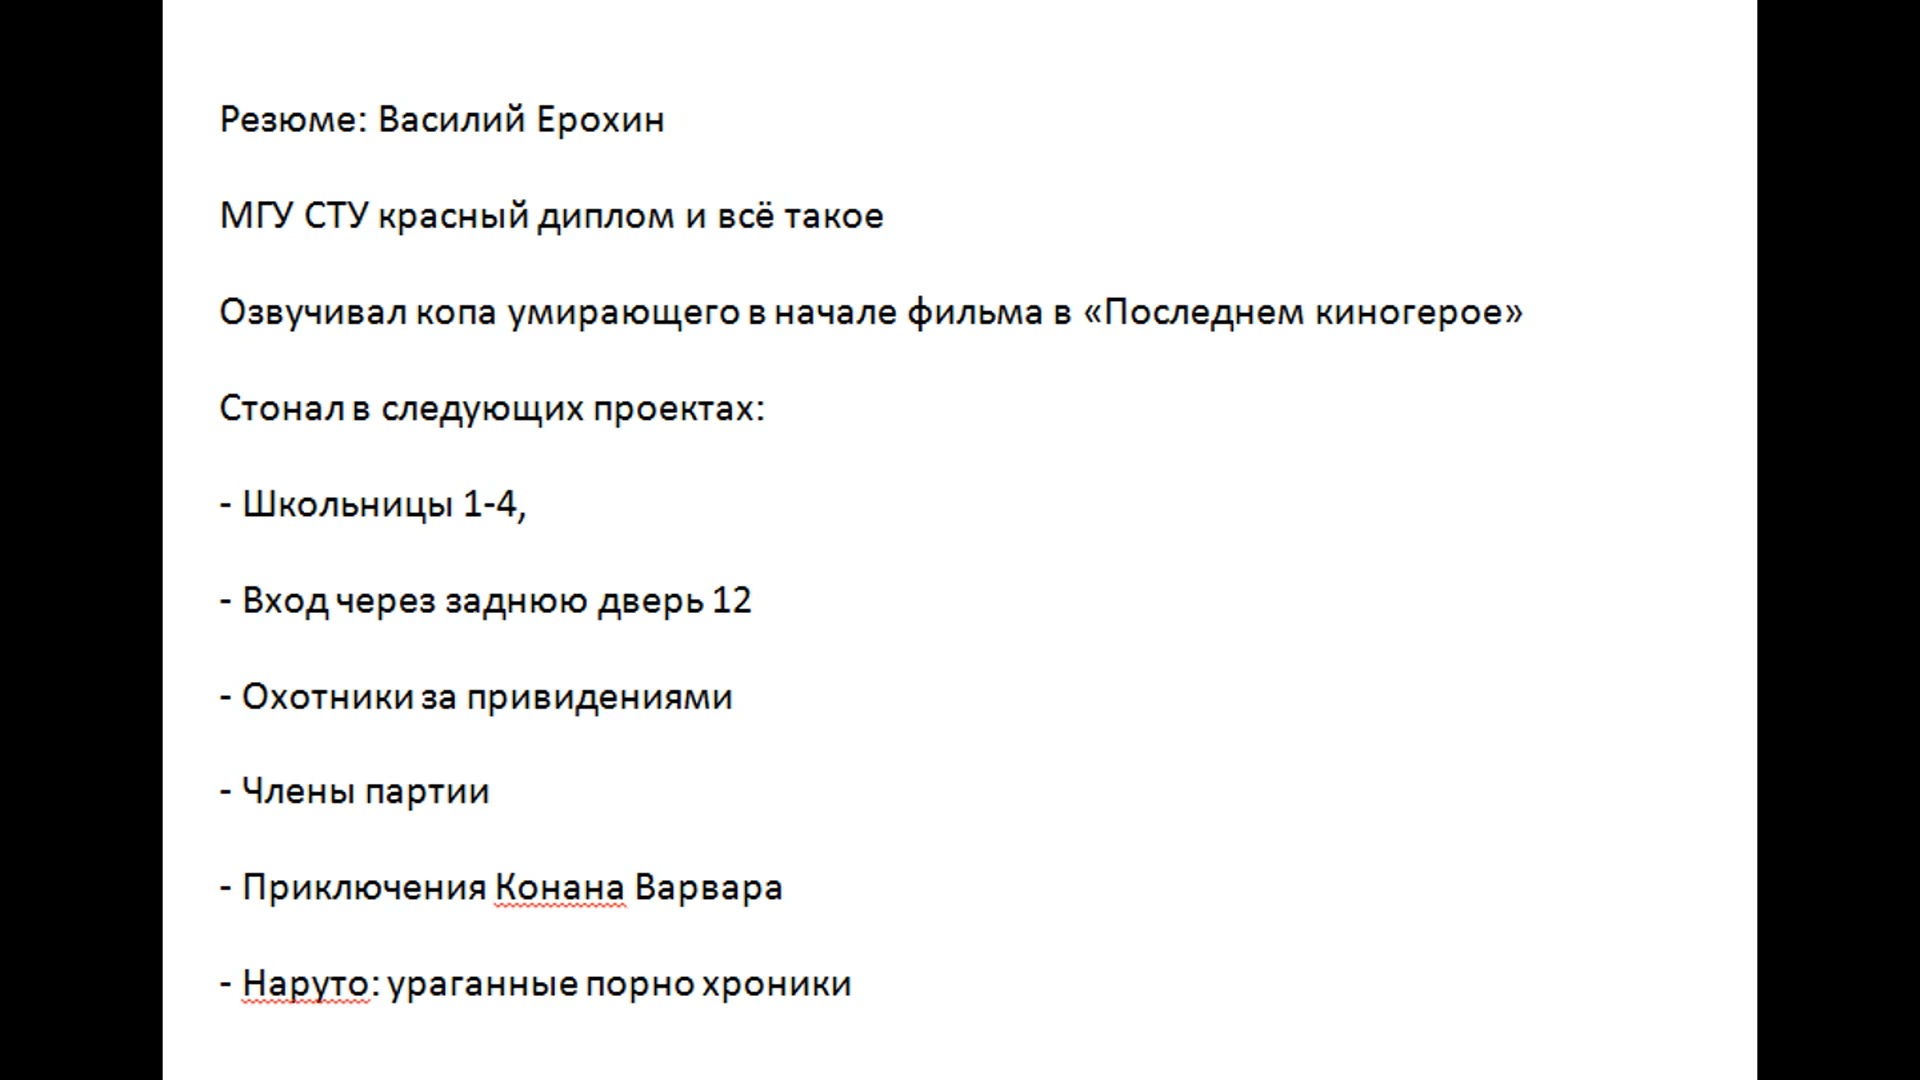 Резюме: Василий Ерохин
МГУ СТУ красный диплом и всё такое
Озвучивал копа умирающего в начале фильма в «Последнем киногерое»
Стонал в следующих проектах:
- Школьницы 1-4,
- Вход через заднюю дверь 12
- Охотники за привидениями
- Члены партии
- Приключения Конана Варвара
- Наруто: ураганные порно хроники